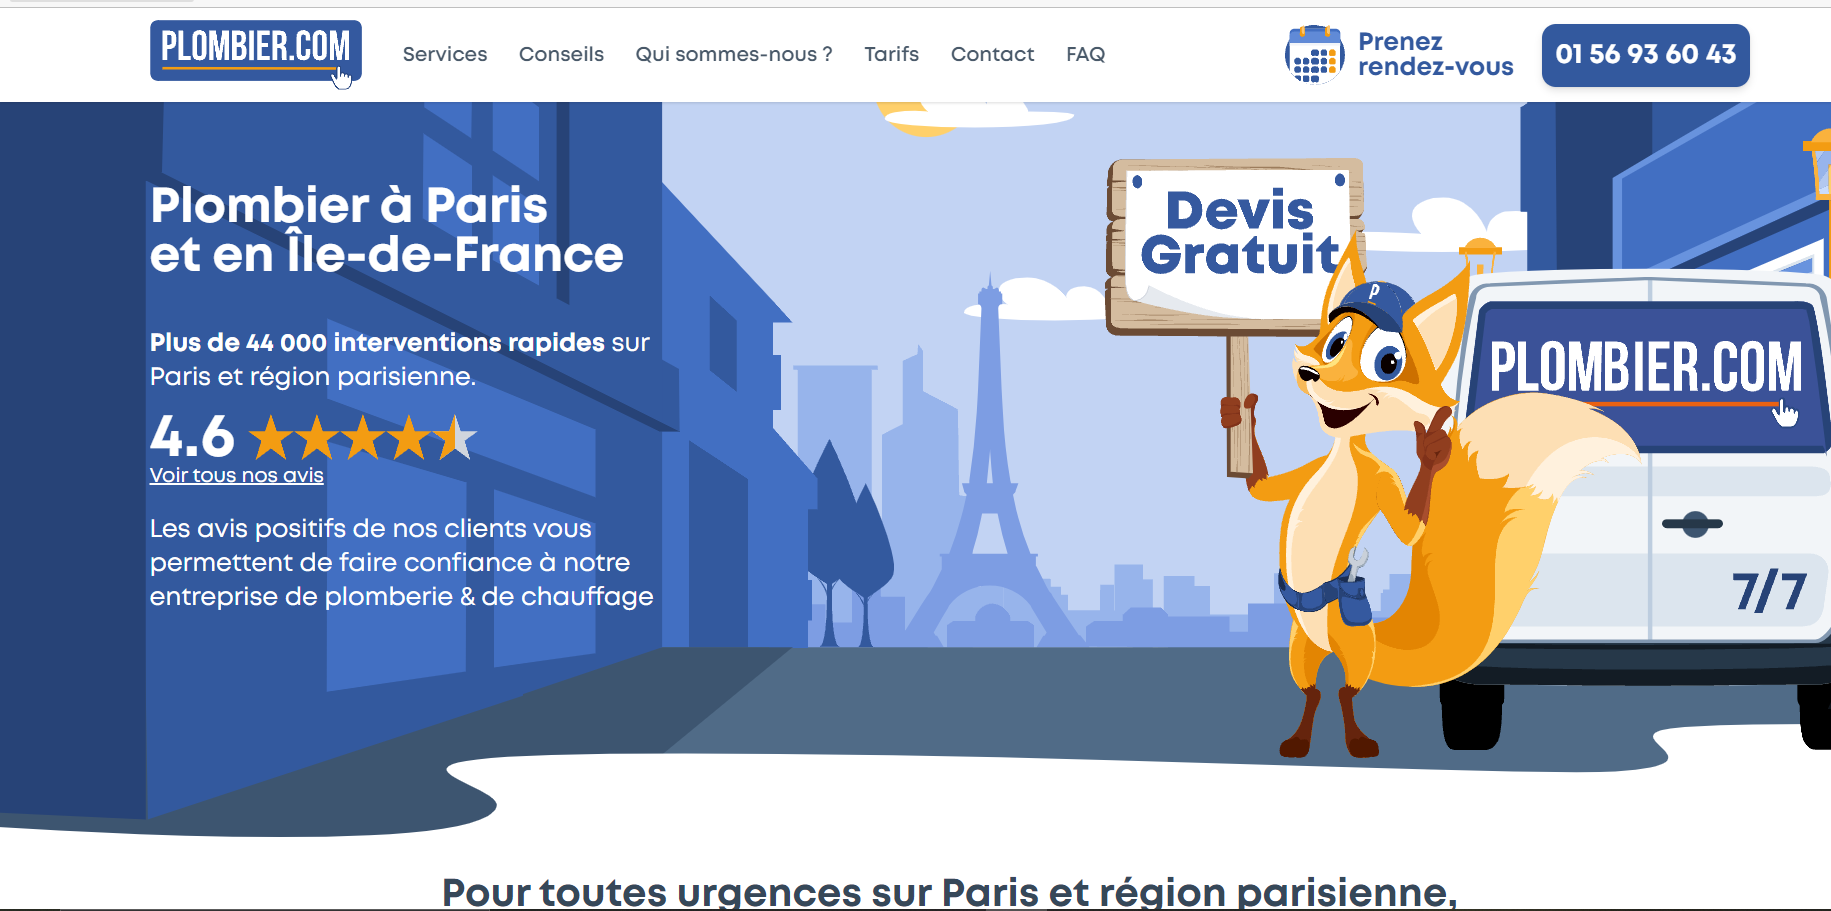 PLOMBIER.COM
Services
Conseils
Qui sommes-nous ?
Tarifs
Contact
FAQ
Prenez
rendez-vous
01 56 93 60 43
Plombier à Paris
et en Île-de-France
Plus de 44 000 interventions rapides sur
Paris et région parisienne.
4.6
Voir tous nos avis
Les avis positifs de nos clients vous
permettent de faire confiance à notre
entreprise de plomberie & de chauffage
Devis
Gratuit
P
PLOMBIER.COM
7/7
Pour toutes urgences sur Paris et région parisienne,